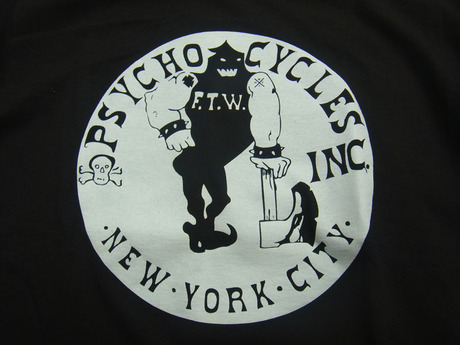 PSYCHO CYCLES INC.
F.T.W.
·NEW·YORK·CITY·